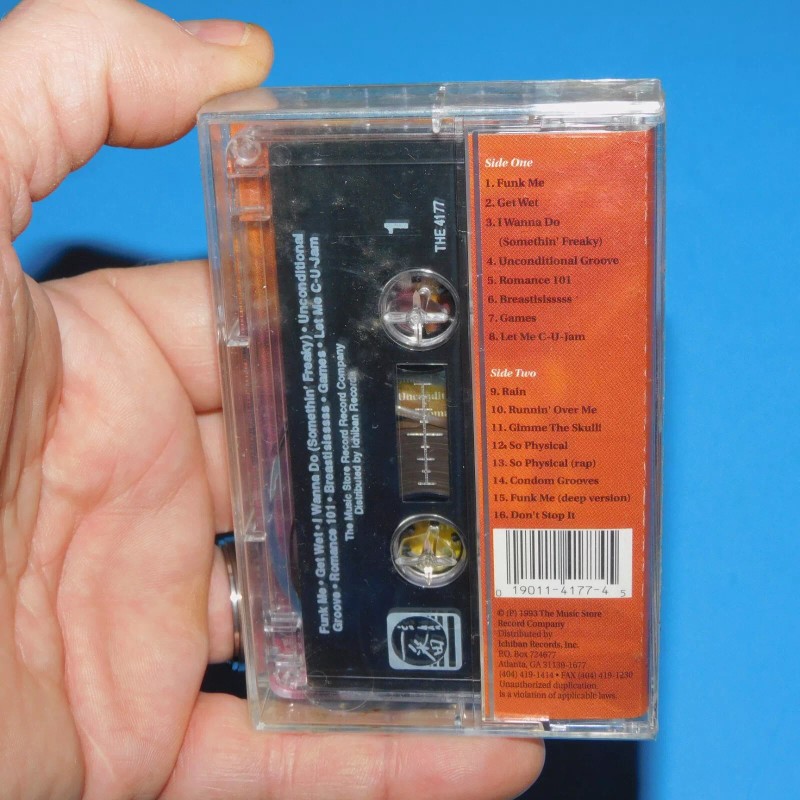 Side One
1. Funk Me
2. Get Wet
3. I Wanna Do
(Somethin' Freaky)
4. Unconditional Groove
5. Romance 101
6. Breastisisssss
7. Games
8. Let Me C-U-Jam
Side Two
9. Rain
10. Runnin' Over Me
11. Gimme The Skull!
12. So Physical
13. So Physical (rap)
14. Condom Grooves
15. Funk Me (deep version)
16. Don't Stop It
0 19011-4177-4 5
© (P) 1993 The Music Store
Record Company
Distributed by
Ichiban Records, Inc.
P.O. Box 724677
Atlanta, GA 31139-1677
(404) 419-1414 • FAX (404) 419-1230
Unauthorized duplication
is a violation of applicable laws.
1
THE 4177
Funk Me • Get Wet • I Wanna Do (Somethin' Freaky) • Unconditional
Groove • Romance 101 • Breastisisssss • Games • Let Me C-U-Jam
The Music Store Record Record Company
Distributed by Ichiban Records